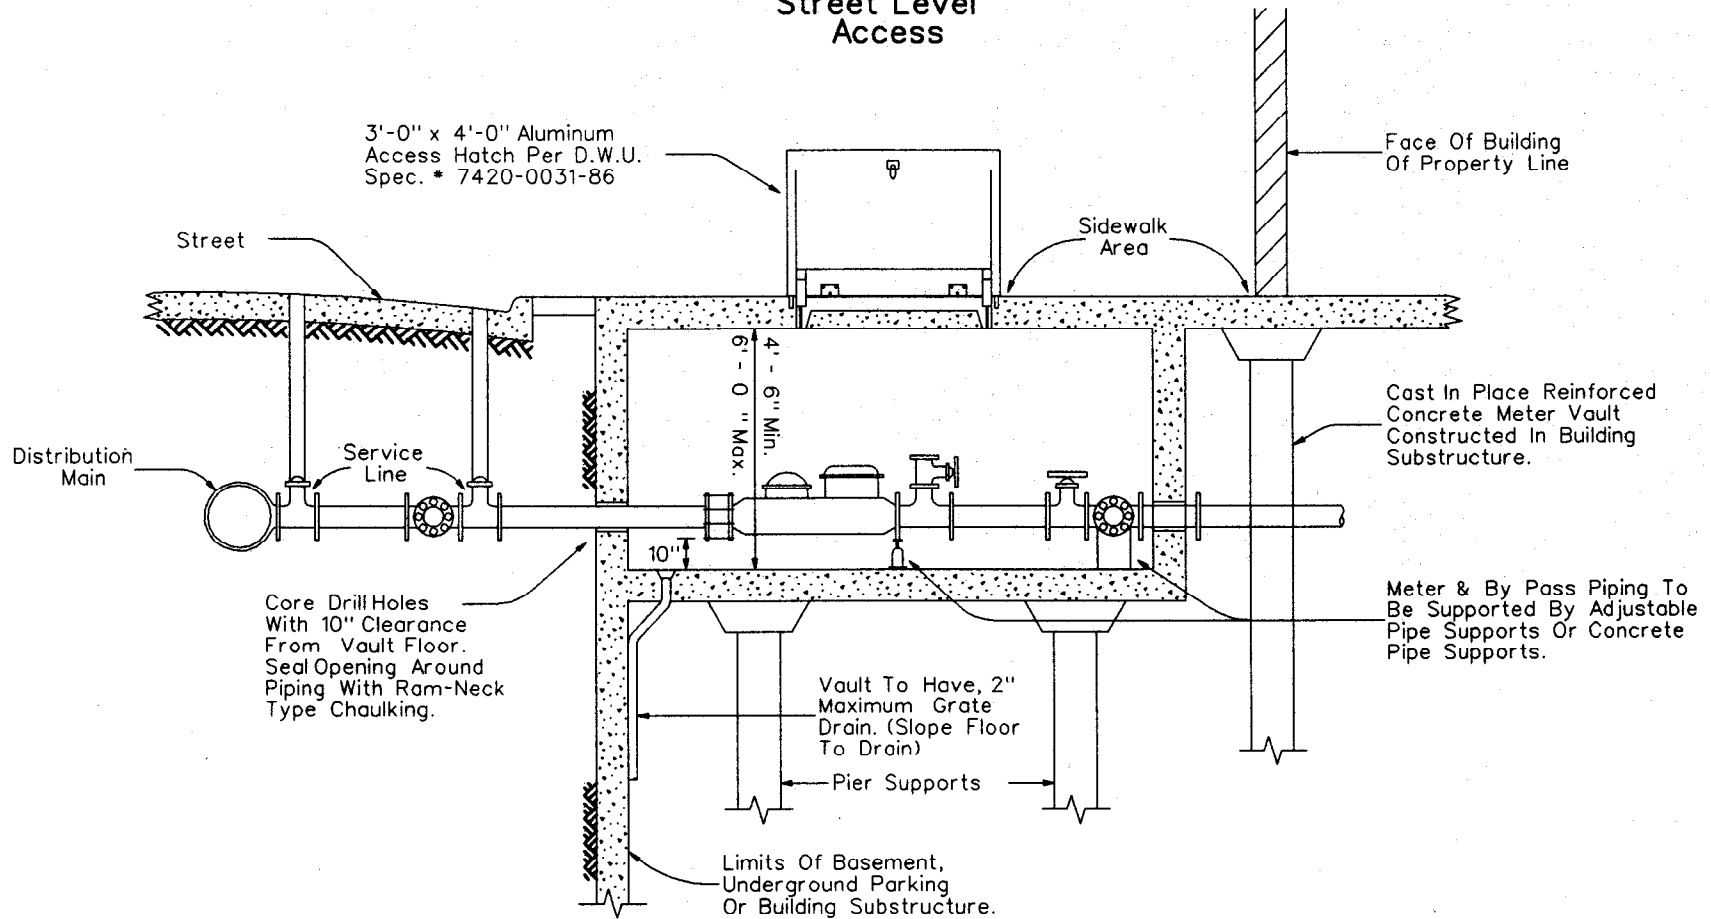 Street Level
Access
3'-0" x 4'-0" Aluminum
Access Hatch Per D.W.U.
Spec. * 7420-0031-86
Face Of Building
Of Property Line
Street
Sidewalk
Area
4' - 6" Min.
6' - 0" Max.
Cast In Place Reinforced
Concrete Meter Vault
Constructed In Building
Substructure.
Distribution
Main
Service
Line
10"
Core Drill Holes
With 10" Clearance
From Vault Floor.
Seal Opening Around
Piping With Ram-Neck
Type Chaulking.
Meter & By Pass Piping To
Be Supported By Adjustable
Pipe Supports Or Concrete
Pipe Supports.
Vault To Have, 2"
Maximum Grate
Drain. (Slope Floor
To Drain)
Pier Supports
Limits Of Basement,
Underground Parking
Or Building Substructure.